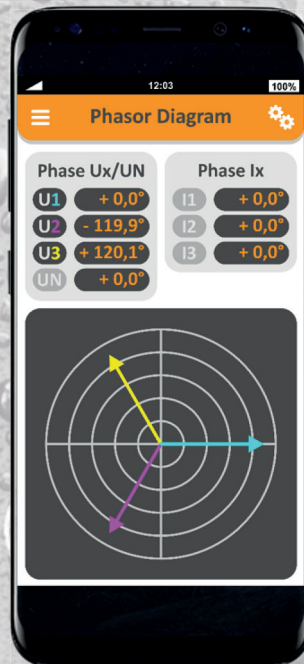 12:03
100%
Phasor Diagram
Phase Ux/UN
U1 + 0,0°
U2 - 119,9°
U3 + 120,1°
UN + 0,0°
Phase Ix
I1 + 0,0°
I2 + 0,0°
I3 + 0,0°